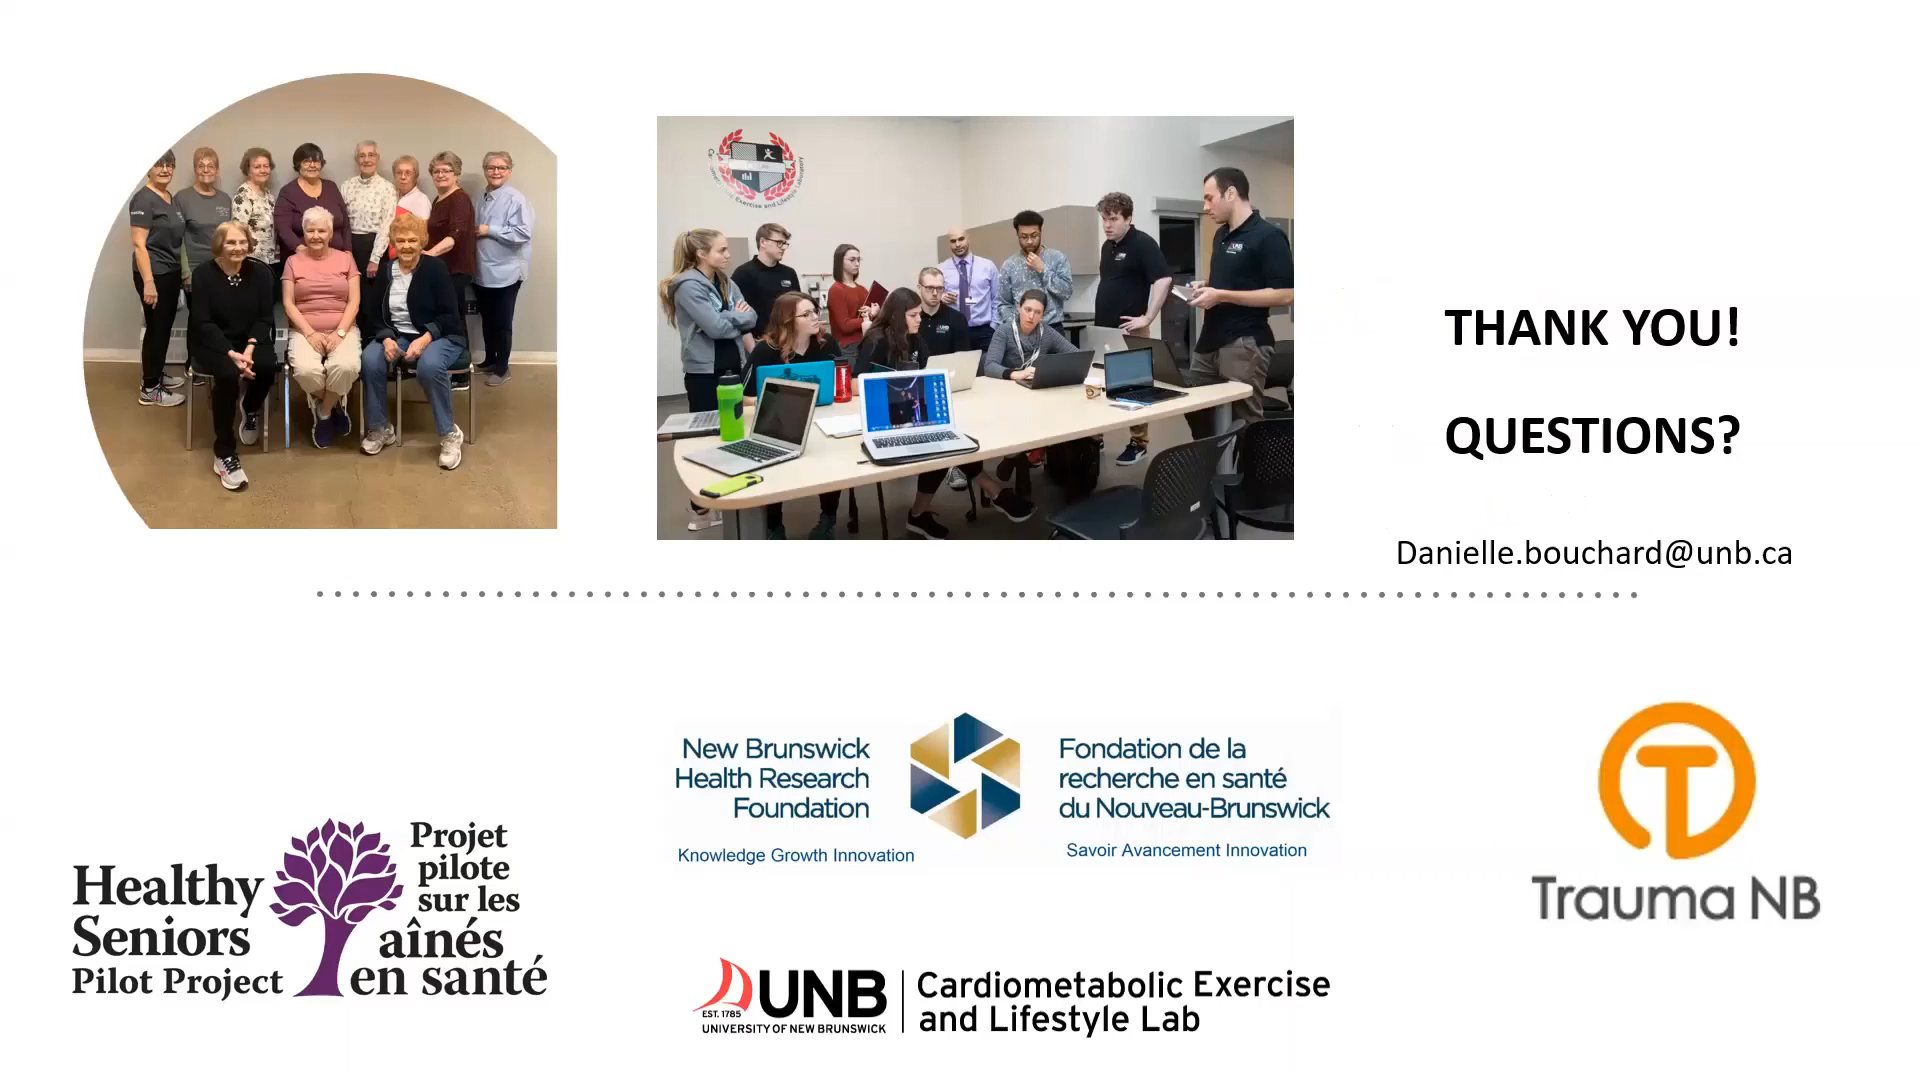 THANK YOU!
QUESTIONS?
Danielle.bouchard@unb.ca
New Brunswick
Health Research
Foundation
Knowledge Growth Innovation
Fondation de la
recherche en santé
du Nouveau-Brunswick
Savoir Avancement Innovation
Trauma NB
Healthy
Seniors
Pilot Project
Projet
pilote
sur les
aînés
en santé
EST. 1785
UNB
UNIVERSITY OF NEW BRUNSWICK
Cardiometabolic Exercise
and Lifestyle Lab